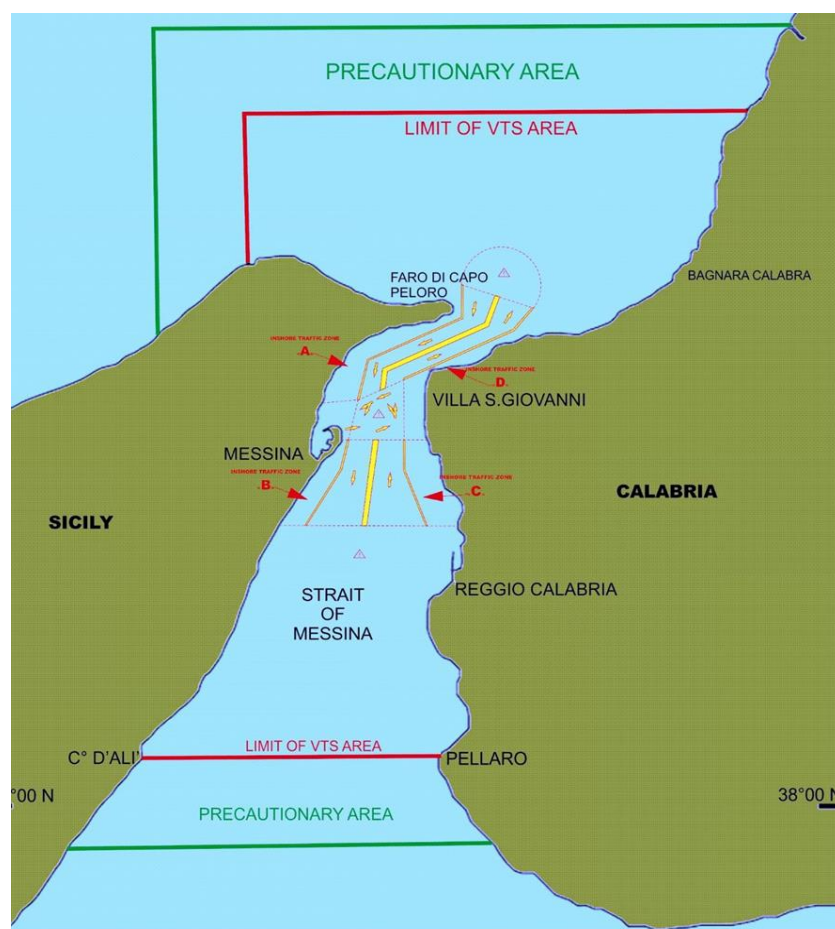 PRECAUTIONARY AREA
LIMIT OF VTS AREA
FARO DI CAPO
PELORO
BAGNARA CALABRA
INSHORE TRAFFIC ZONE
.A.
INSHORE TRAFFIC ZONE
.D.
VILLA S.GIOVANNI
MESSINA
INSHORE TRAFFIC ZONE
.B.
INSHORE TRAFFIC ZONE
.C.
CALABRIA
SICILY
STRAIT
OF
MESSINA
REGGIO CALABRIA
LIMIT OF VTS AREA
C° D'ALI'
PELLARO
°00 N
38°00 N
PRECAUTIONARY AREA